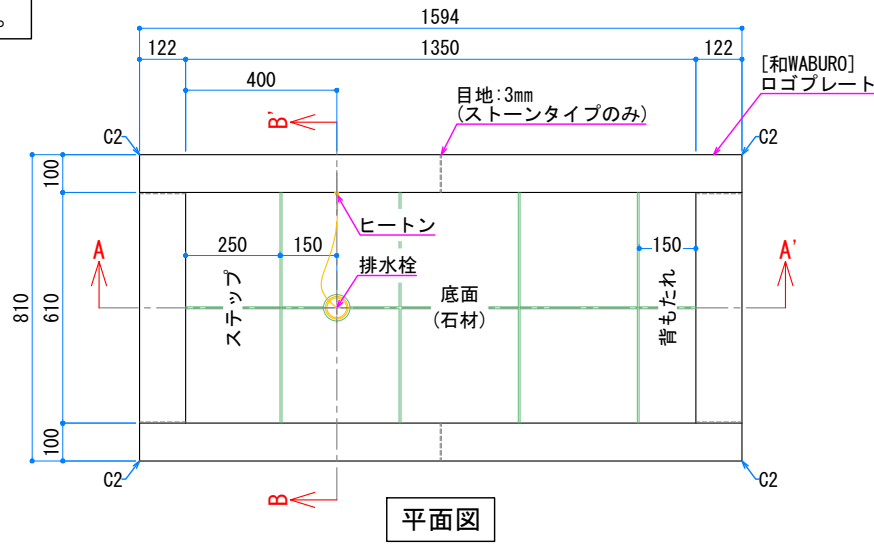 。
1594
122
1350
122
400
[和WABURO]
ロゴプレート
目地:3mm
(ストーンタイプのみ)
B'
C2
C2
100
ヒートン
250
150
150
A
A'
排水栓
810
610
ステップ
底面
(石材)
背もたれ
100
C2
C2
B
平面図